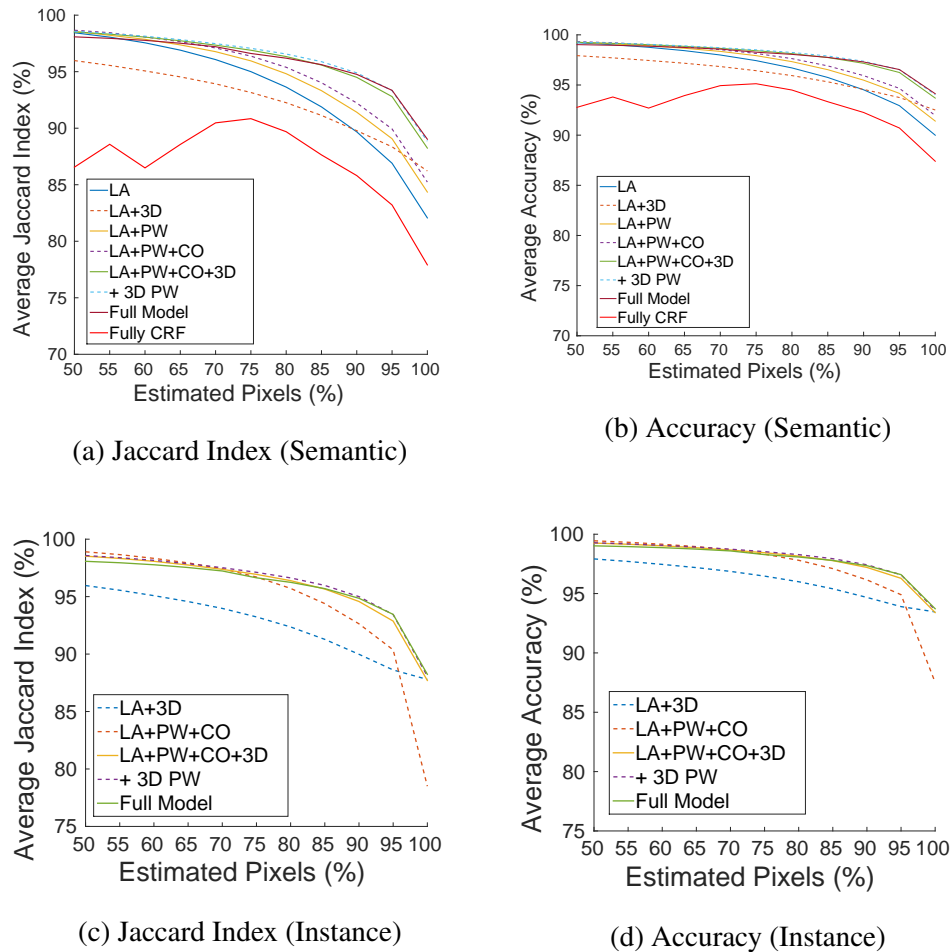 100
95
90
85
80
75
70
Average Jaccard Index (%)
LA
LA+3D
LA+PW
LA+PW+CO
LA+PW+CO+3D
+ 3D PW
Full Model
Fully CRF
50 55 60 65 70 75 80 85 90 95 100
Estimated Pixels (%)
(a) Jaccard Index (Semantic)
100
95
90
85
80
75
70
Average Accuracy (%)
LA
LA+3D
LA+PW
LA+PW+CO
LA+PW+CO+3D
+ 3D PW
Full Model
Fully CRF
50 55 60 65 70 75 80 85 90 95 100
Estimated Pixels (%)
(b) Accuracy (Semantic)
100
95
90
85
80
75
Average Jaccard Index (%)
LA+3D
LA+PW+CO
LA+PW+CO+3D
+ 3D PW
Full Model
50 55 60 65 70 75 80 85 90 95 100
Estimated Pixels (%)
(c) Jaccard Index (Instance)
100
95
90
85
80
75
Average Accuracy (%)
LA+3D
LA+PW+CO
LA+PW+CO+3D
+ 3D PW
Full Model
50 55 60 65 70 75 80 85 90 95 100
Estimated Pixels (%)
(d) Accuracy (Instance)